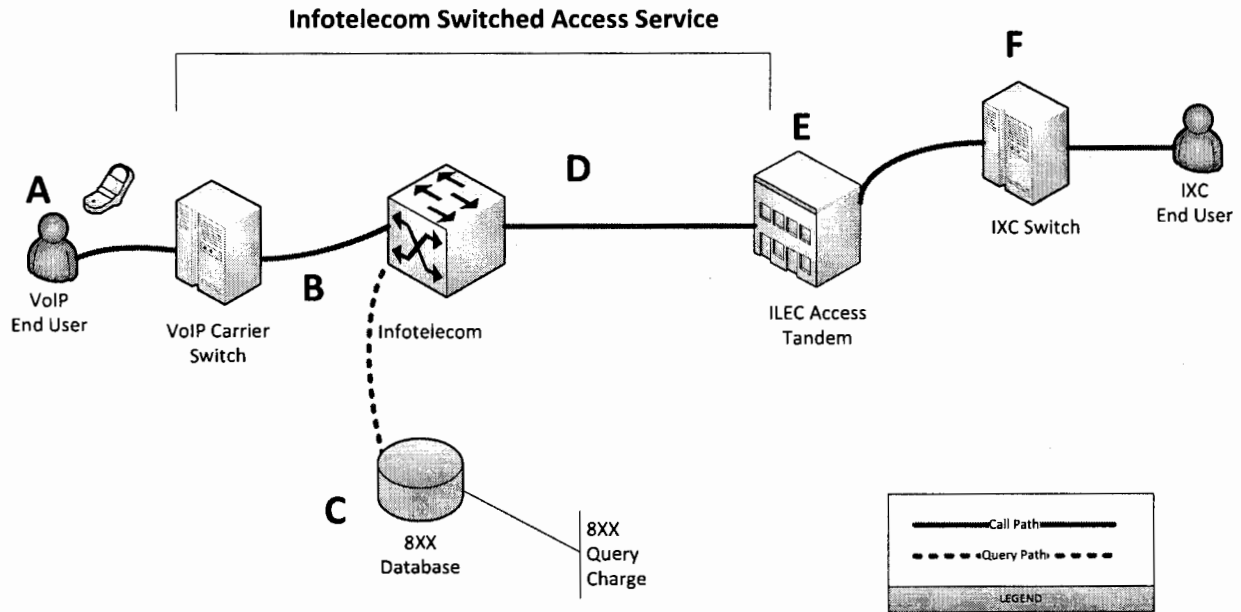 Infotelecom Switched Access Service
F
E
A
D
IXC
End User
IXC Switch
B
VoIP
End User
VoIP Carrier
Switch
Infotelecom
ILEC Access
Tandem
C
8XX
Database
8XX
Query
Charge
Call Path
Query Path
LEGEND